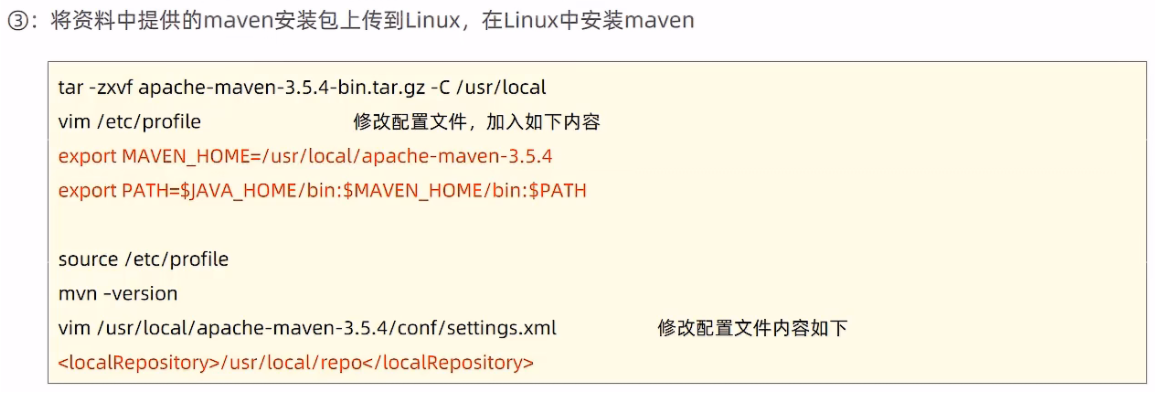 ③：将资料中提供的maven安装包上传到Linux，在Linux中安装maven
tar -zxvf apache-maven-3.5.4-bin.tar.gz -C /usr/local
vim /etc/profile 修改配置文件，加入如下内容
export MAVEN_HOME=/usr/local/apache-maven-3.5.4
export PATH=$JAVA_HOME/bin:$MAVEN_HOME/bin:$PATH
source /etc/profile
mvn –version
vim /usr/local/apache-maven-3.5.4/conf/settings.xml 修改配置文件内容如下
<localRepository>/usr/local/repo</localRepository>